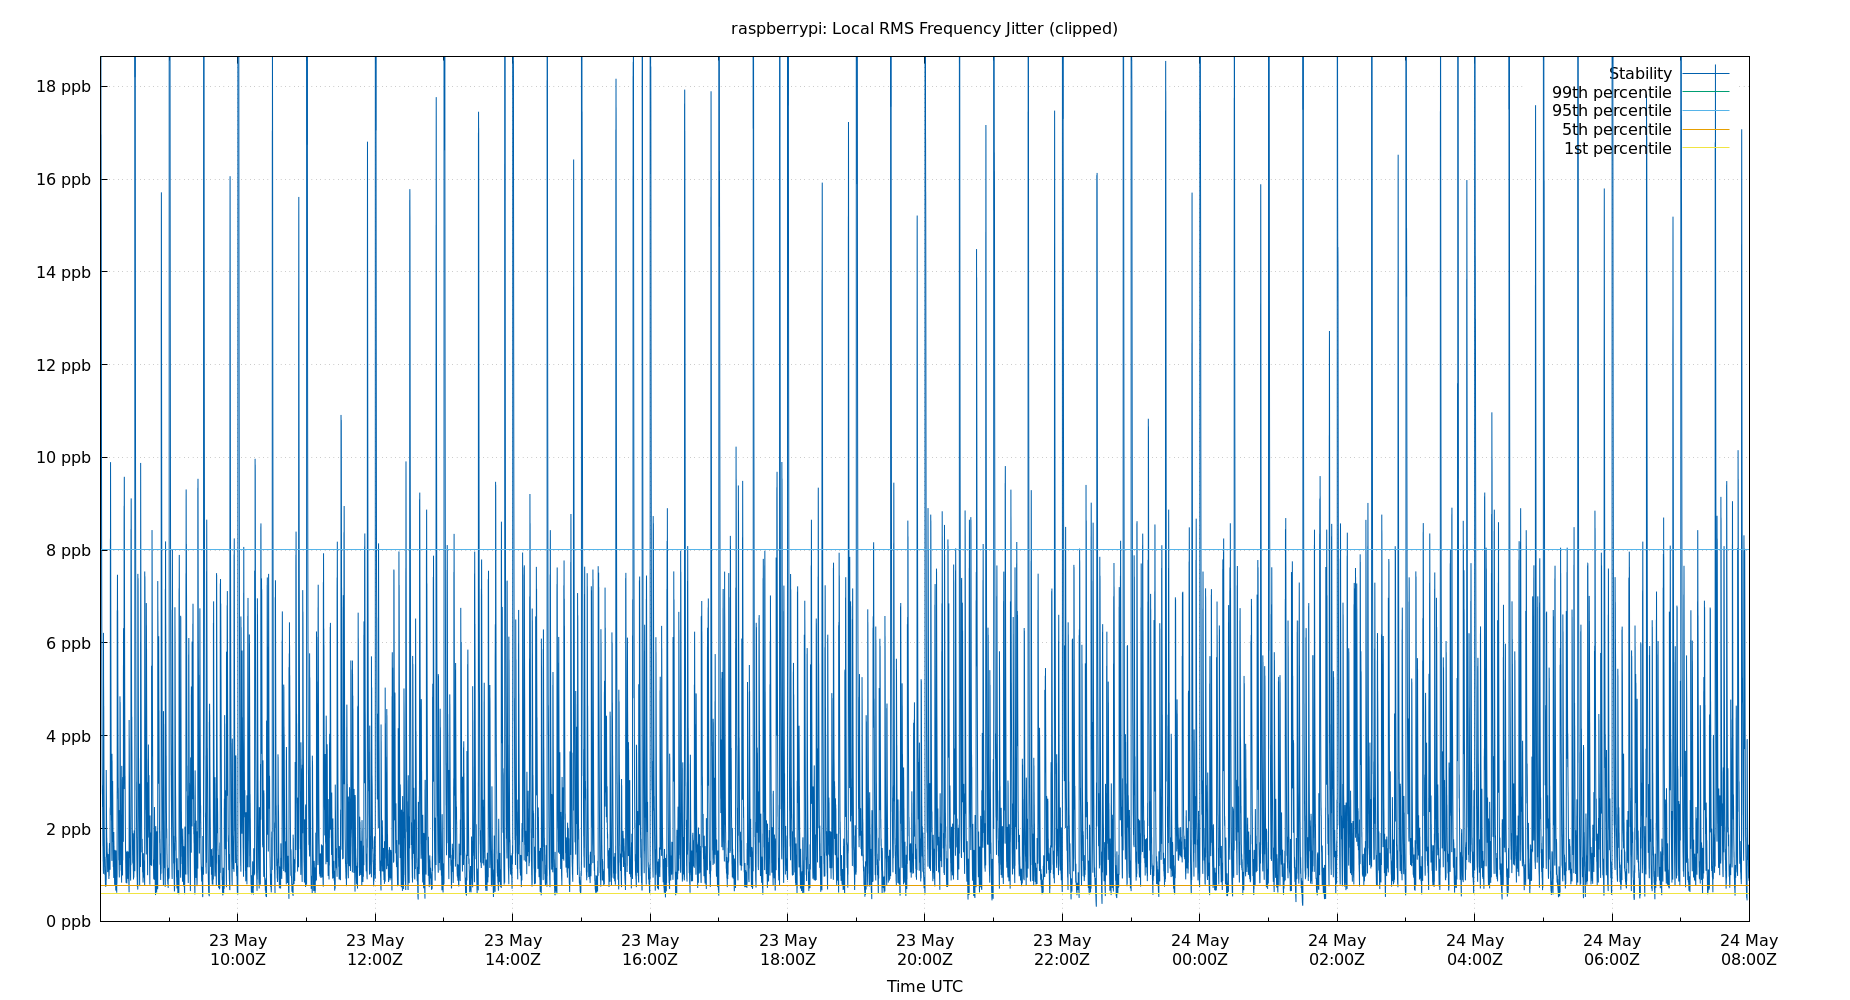 raspberrypi: Local RMS Frequency Jitter (clipped)
Stability
99th percentile
95th percentile
5th percentile
1st percentile
18 ppb
16 ppb
14 ppb
12 ppb
10 ppb
8 ppb
6 ppb
4 ppb
2 ppb
0 ppb
23 May 23 May 23 May 23 May 23 May 23 May 23 May 24 May 24 May 24 May 24 May 24 May
10:00Z 12:00Z 14:00Z 16:00Z 18:00Z 20:00Z 22:00Z 00:00Z 02:00Z 04:00Z 06:00Z 08:00Z
Time UTC